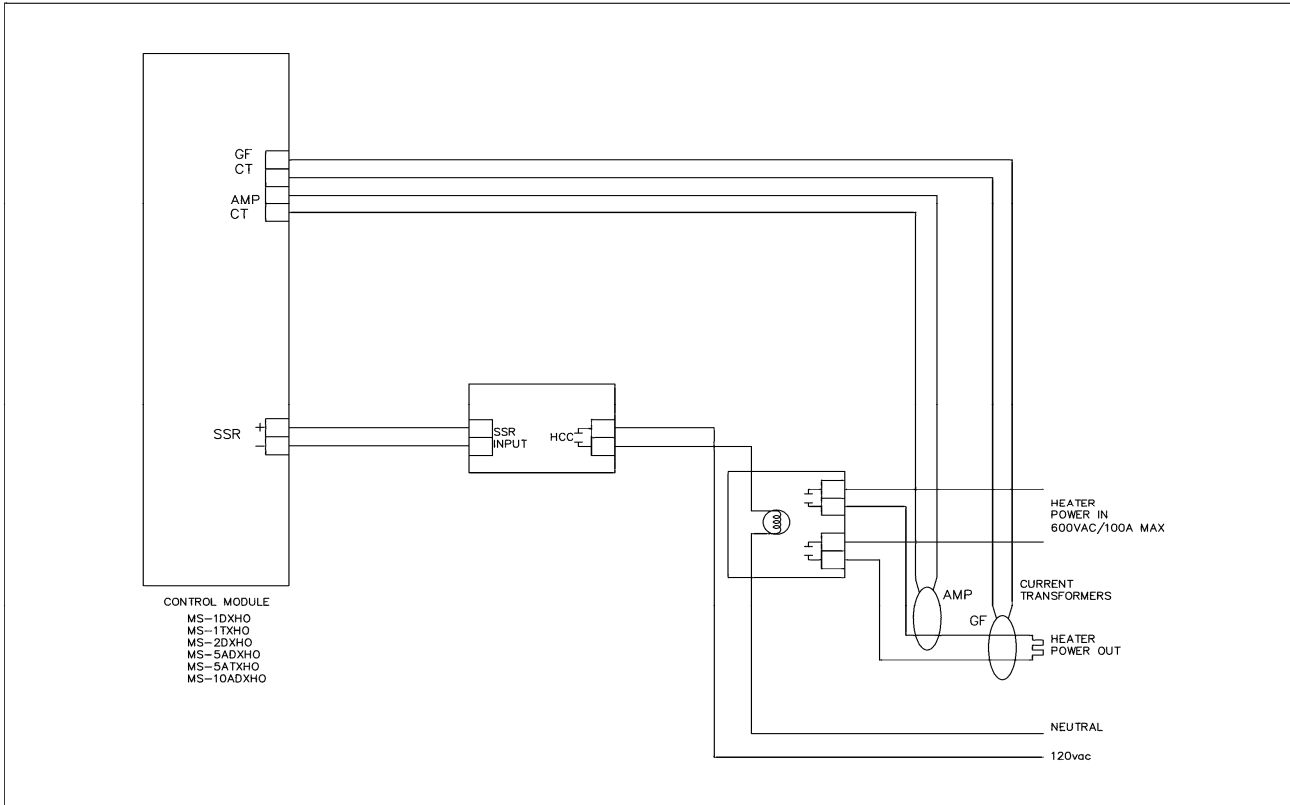 GF
CT
AMP
CT
SSR
+
−
SSR
INPUT
HCC
HEATER
POWER IN
600VAC/100A MAX
CURRENT
TRANSFORMERS
AMP
GF
HEATER
POWER OUT
NEUTRAL
120vac
CONTROL MODULE
MS−1DXHO
MS−1TXHO
MS−2DXHO
MS−5ADXHO
MS−5ATXHO
MS−10ADXHO